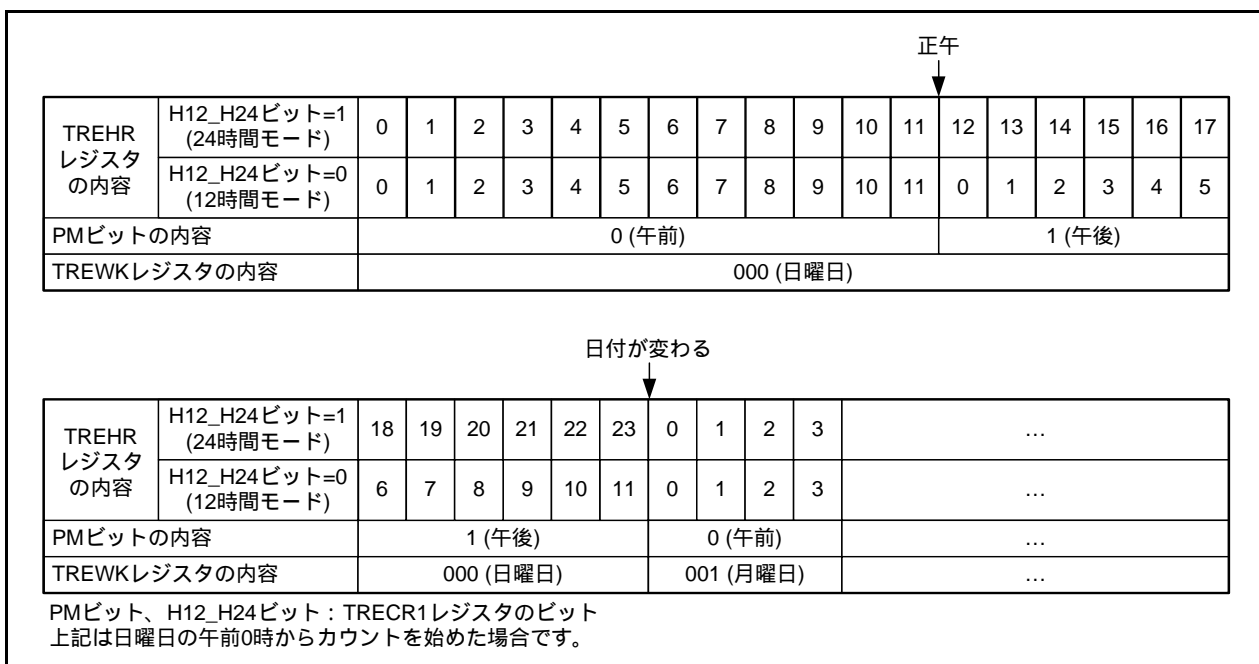 正午
TREHR
レジスタ
の内容
H12_H24ビット=1
(24時間モード)
0 1 2 3 4 5 6 7 8 9 10 11 12 13 14 15 16 17
H12_H24ビット=0
(12時間モード)
0 1 2 3 4 5 6 7 8 9 10 11 0 1 2 3 4 5
PMビットの内容 0 (午前) 1 (午後)
TREWKレジスタの内容 000 (日曜日)
日付が変わる
TREHR
レジスタ
の内容
H12_H24ビット=1
(24時間モード)
18 19 20 21 22 23 0 1 2 3 …
H12_H24ビット=0
(12時間モード)
6 7 8 9 10 11 0 1 2 3 …
PMビットの内容 1 (午後) 0 (午前) …
TREWKレジスタの内容 000 (日曜日) 001 (月曜日) …
PMビット、H12_H24ビット：TRECR1レジスタのビット
上記は日曜日の午前0時からカウントを始めた場合です。